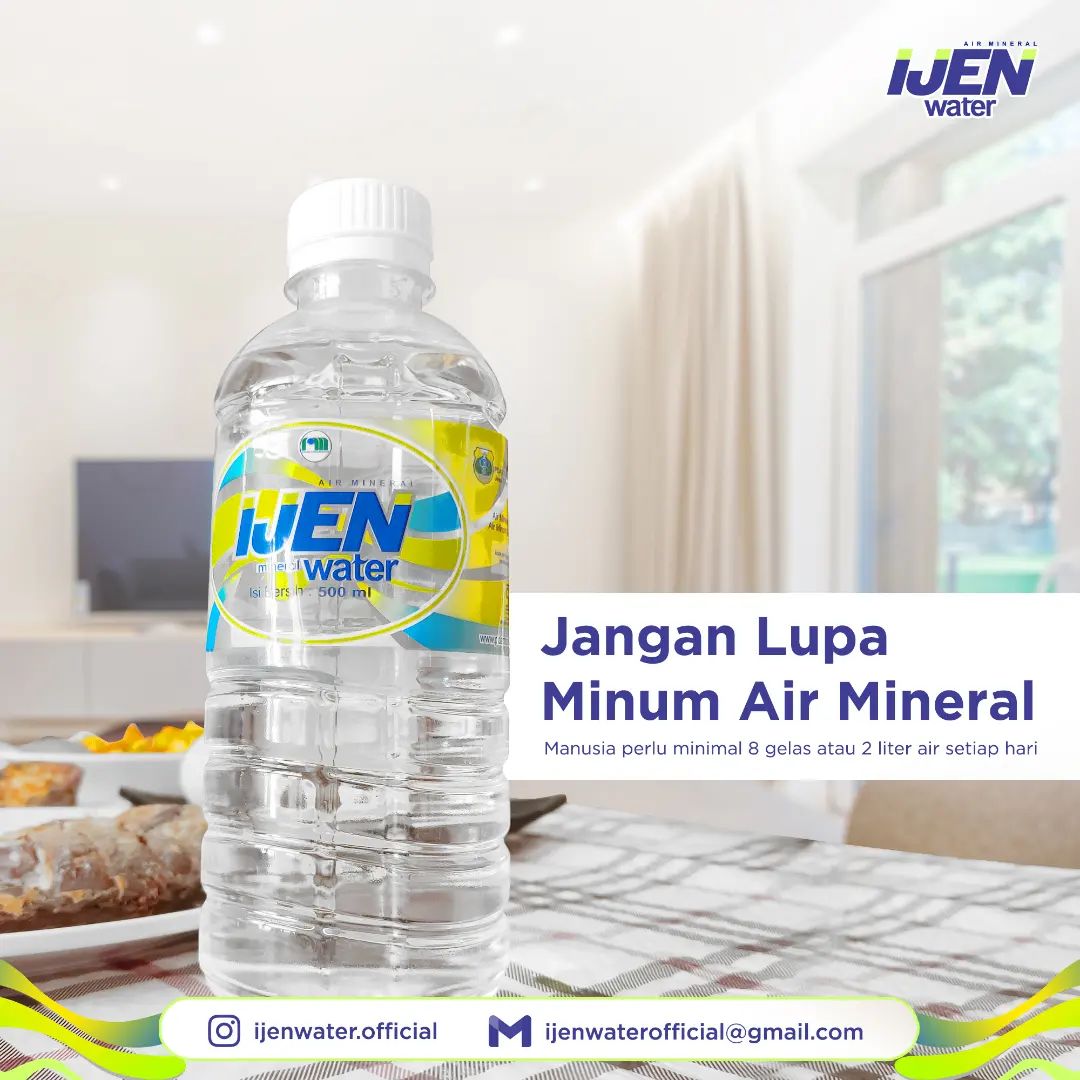 AIR MINERAL
IJEN
water
AIR MINERAL
IJEN
mineral water
Isi Bersih : 500 ml
Jangan Lupa
Minum Air Mineral
Manusia perlu minimal 8 gelas atau 2 liter air setiap hari
ijenwater.official
ijenwaterofficial@gmail.com